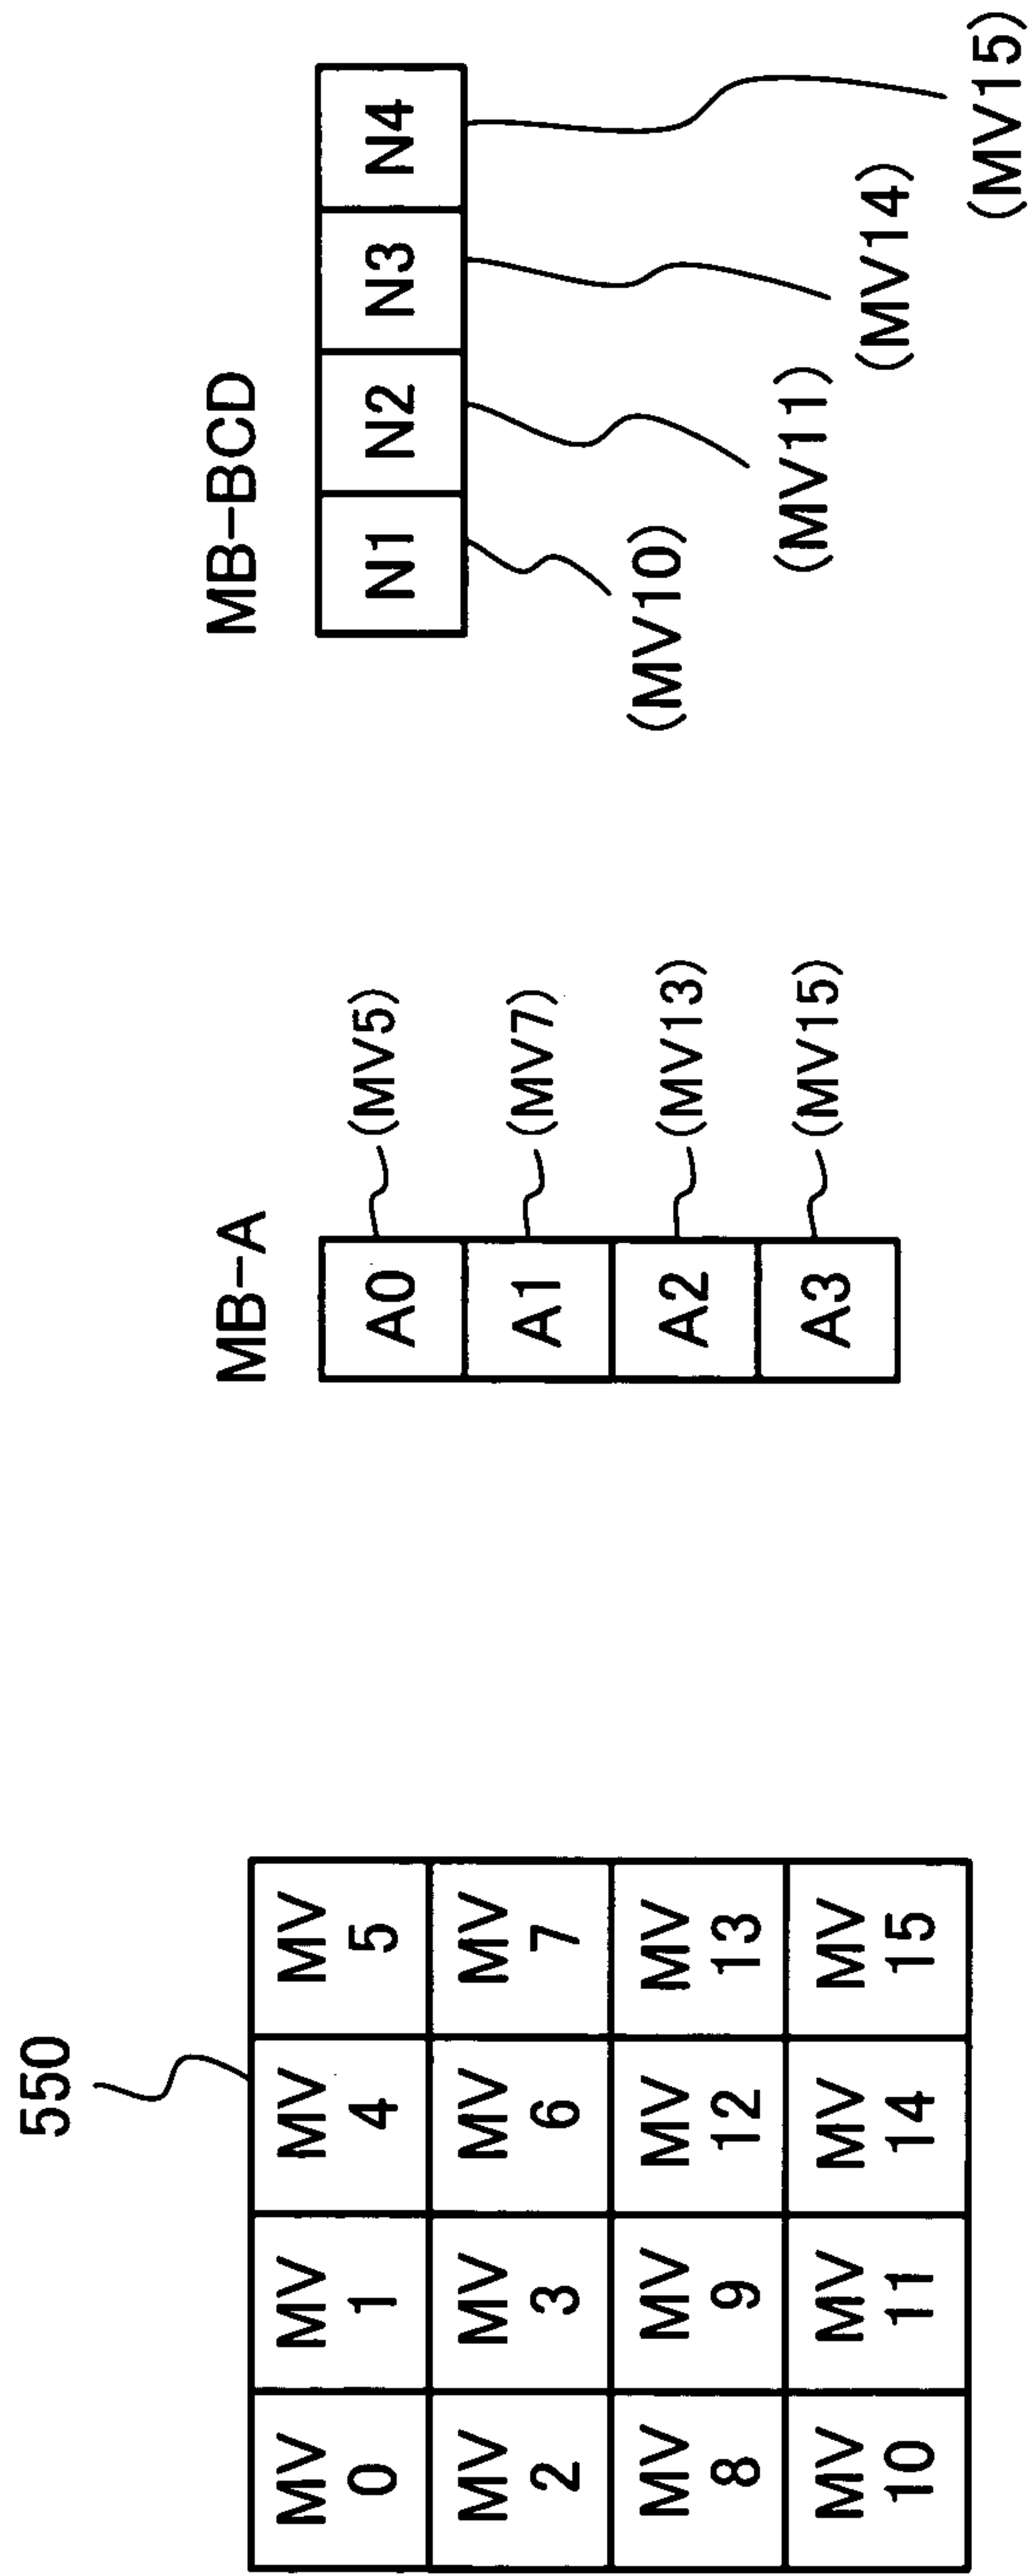 550
MV 0 MV 1 MV 4 MV 5
MV 2 MV 3 MV 6 MV 7
MV 8 MV 9 MV 12 MV 13
MV 10 MV 11 MV 14 MV 15
MB-A
A0 (MV5)
A1 (MV7)
A2 (MV13)
A3 (MV15)
MB-BCD
N1 N2 N3 N4
(MV10)
(MV11)
(MV14)
(MV15)